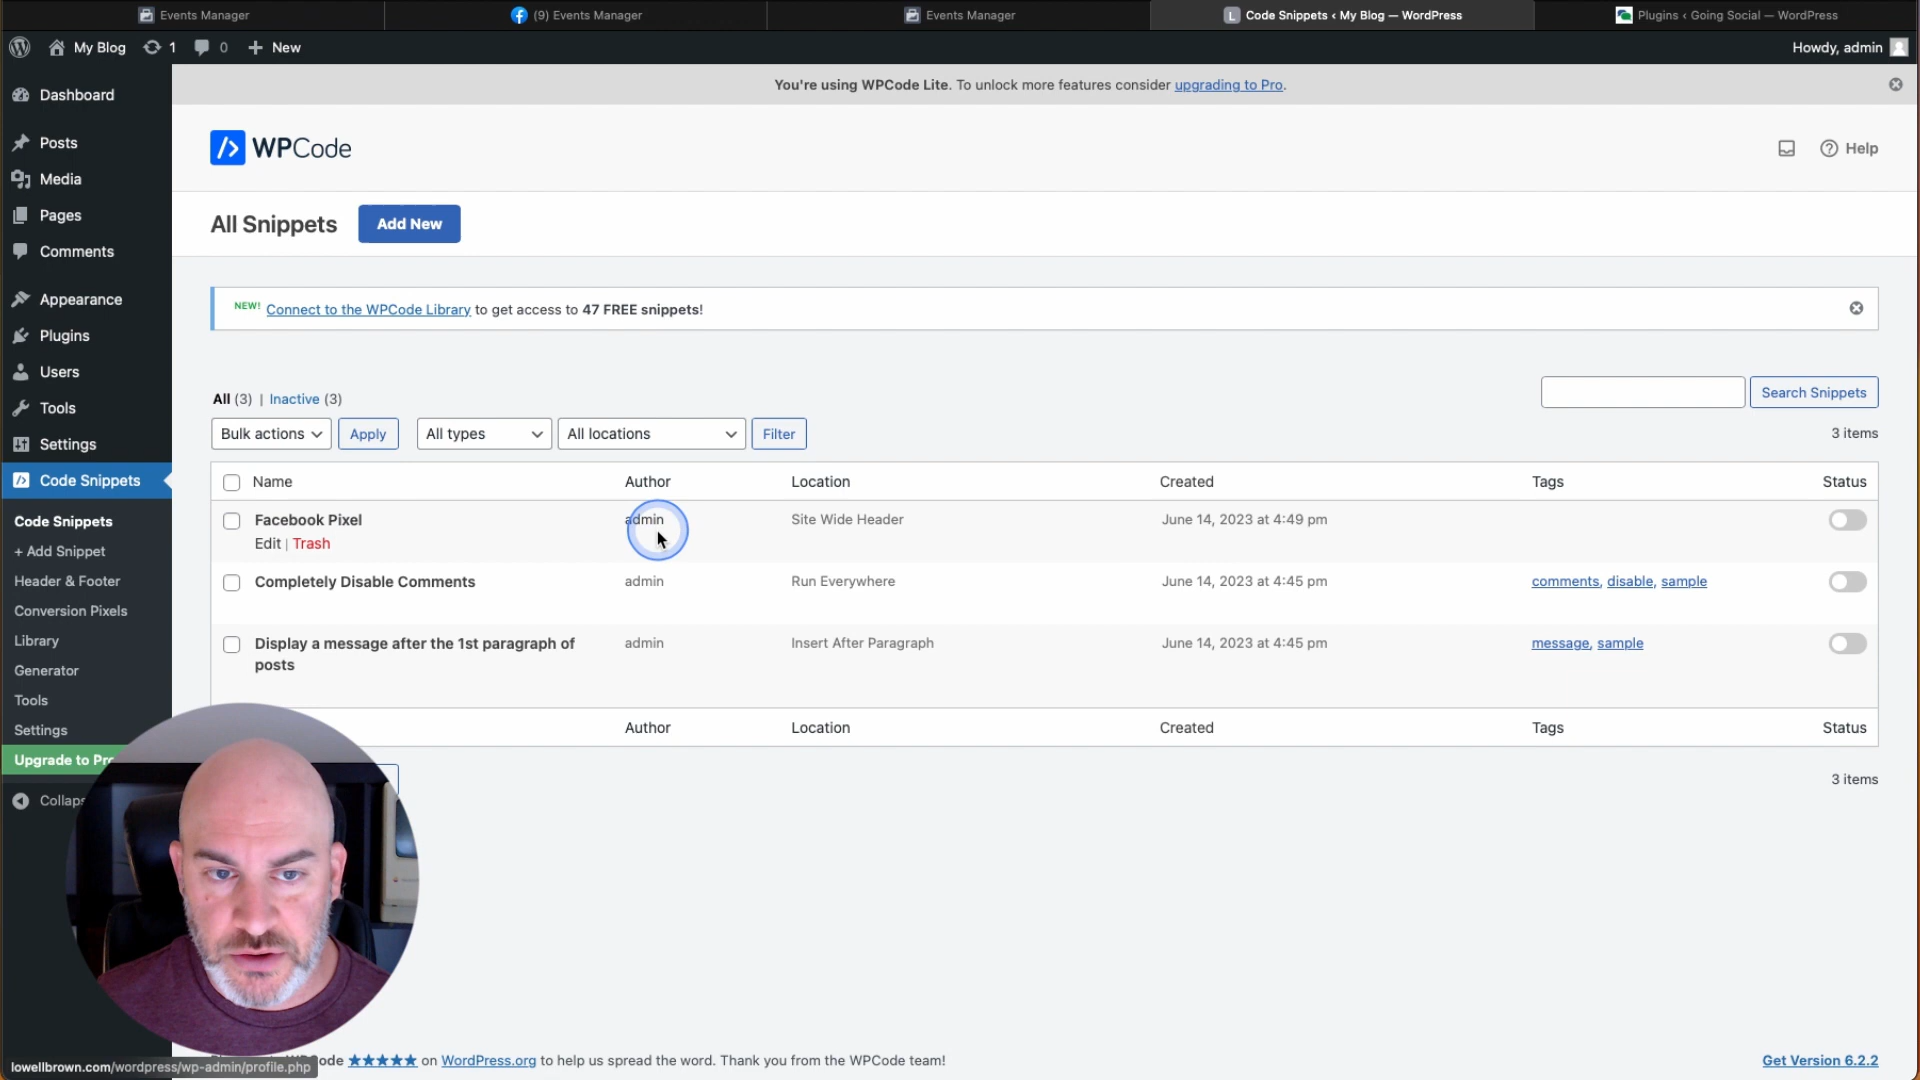 Events Manager
(9) Events Manager
Events Manager
Code Snippets ‹ My Blog — WordPress
Plugins ‹ Going Social — WordPress
My Blog
1
0
New
Howdy, admin
Dashboard
Posts
Media
Pages
Comments
Appearance
Plugins
Users
Tools
Settings
Code Snippets
Code Snippets
+ Add Snippet
Header & Footer
Conversion Pixels
Library
Generator
Tools
Settings
Upgrade to Pro
Collaps
You're using WPCode Lite. To unlock more features consider upgrading to Pro.
WPCode
Help
All Snippets
Add New
NEW! Connect to the WPCode Library to get access to 47 FREE snippets!
All (3) | Inactive (3)
Search Snippets
Bulk actions
Apply
All types
All locations
Filter
3 items
Name Author Location Created Tags Status
Facebook Pixel admin Site Wide Header June 14, 2023 at 4:49 pm
Edit | Trash
Completely Disable Comments admin Run Everywhere June 14, 2023 at 4:45 pm comments, disable, sample
Display a message after the 1st paragraph of admin Insert After Paragraph June 14, 2023 at 4:45 pm message, sample
posts
Author Location Created Tags Status
3 items
ode ★★★★★ on WordPress.org to help us spread the word. Thank you from the WPCode team!
Get Version 6.2.2
lowellbrown.com/wordpress/wp-admin/profile.php